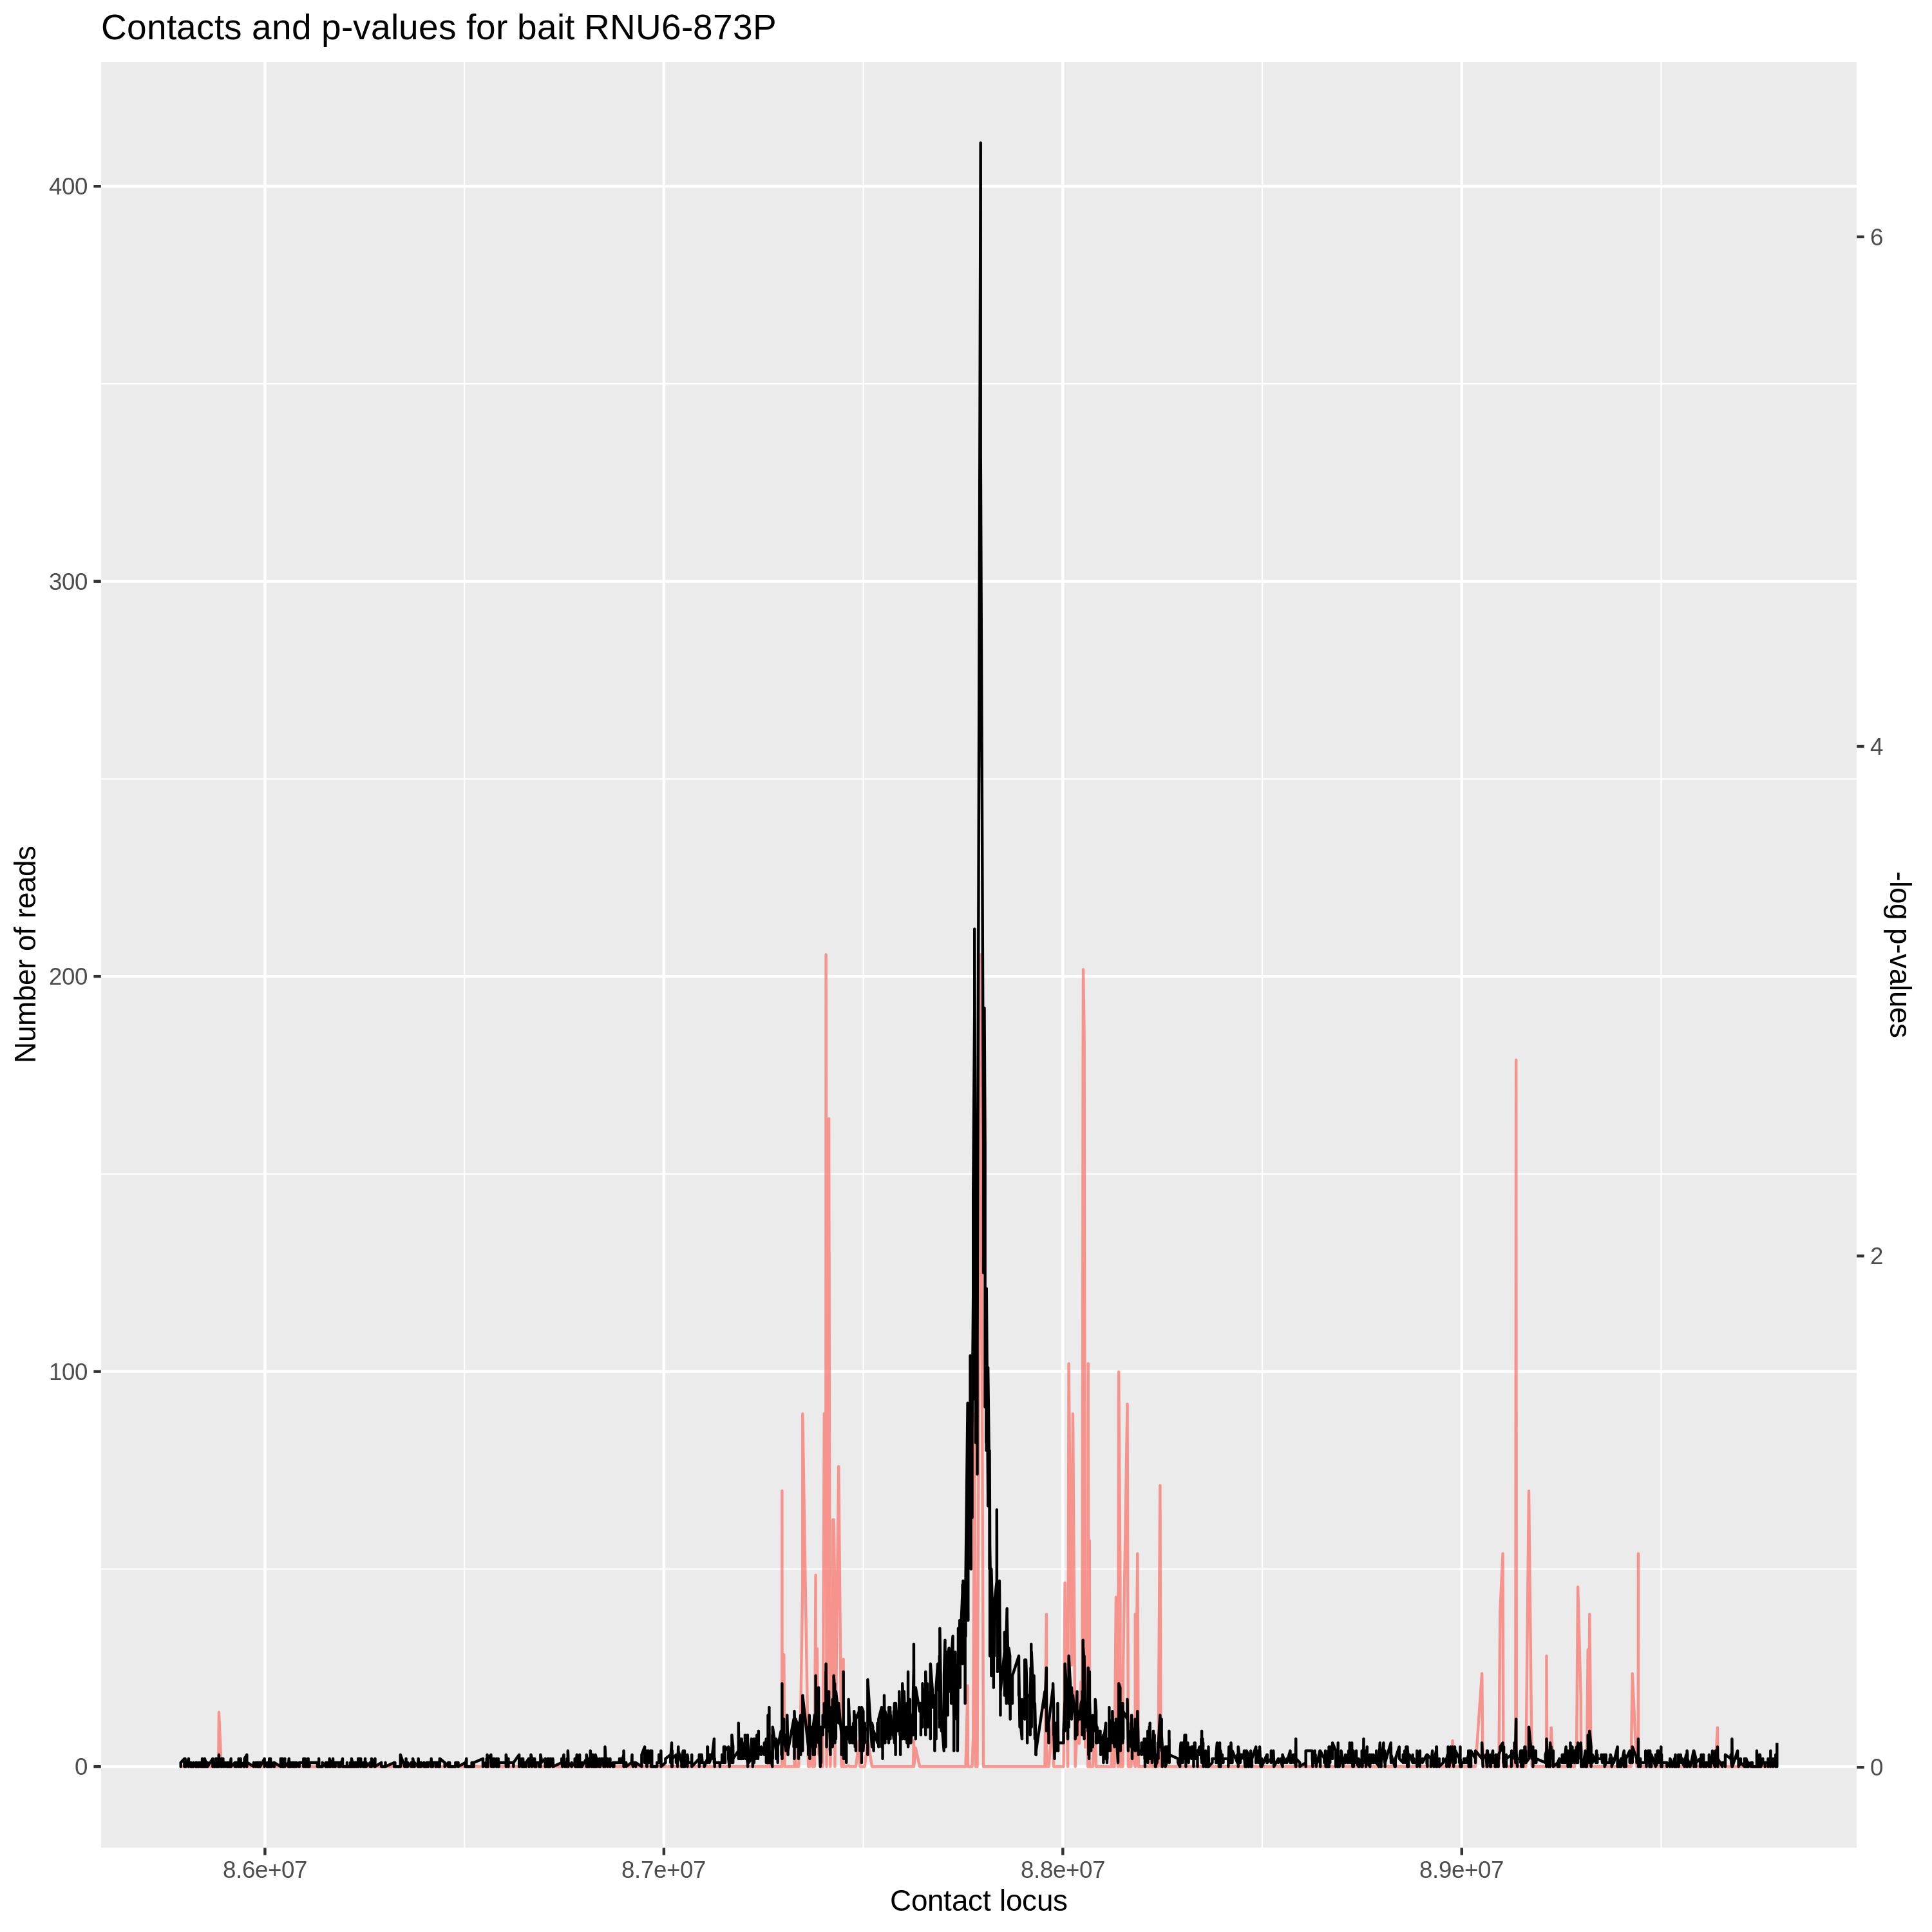 Contacts and p-values for bait RNU6-873P
400
300
200
100
0
6
4
2
0
Number of reads
-log p-values
8.6e+07
8.7e+07
8.8e+07
8.9e+07
Contact locus